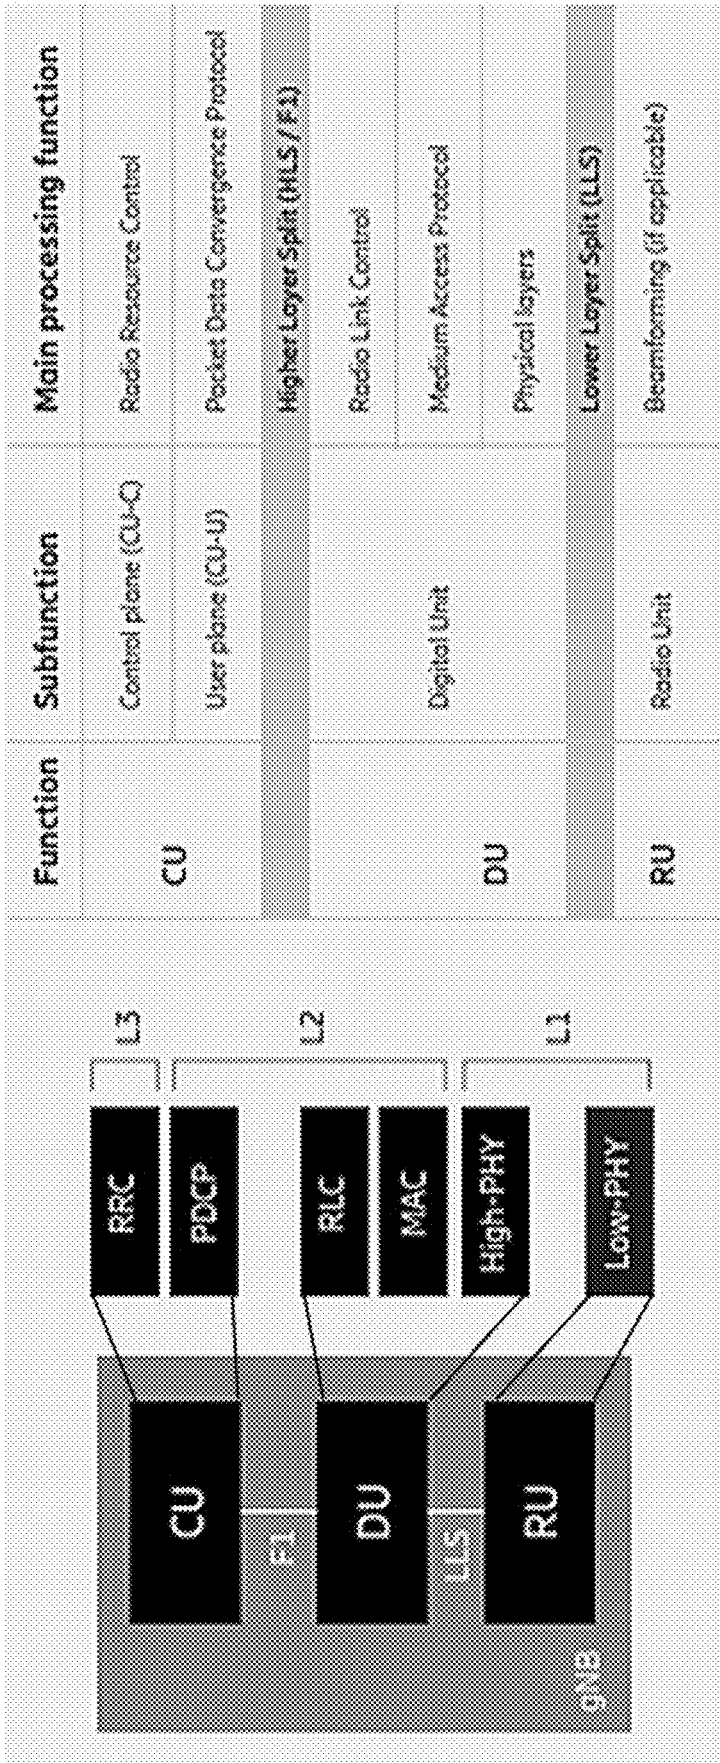 CU
F1
DU
LLS
RU
gNB
RRC
PDCP
RLC
MAC
High-PHY
Low-PHY
L3
L2
L1
Function Subfunction Main processing function
CU
Control plane (CU-C) Radio Resource Control
User plane (CU-U) Packet Data Convergence Protocol
Higher Layer Split (HLS / F1)
Radio Link Control
DU Digital Unit Medium Access Protocol
Physical layers
Lower Layer Split (LLS)
RU Radio Unit Beamforming (if applicable)